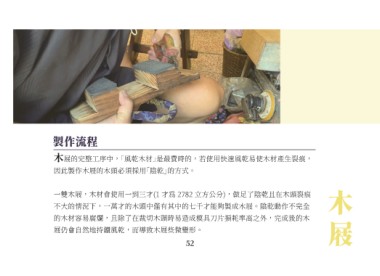 製作流程
木屐的完整工序中，「風乾木材」是最費時的，若使用快速風乾易使木材產生裂痕，
因此製作木屐的木頭必須採用「陰乾」的方式。
一雙木屐，木材會使用一到三才(1 才為 2782 立方公分)，做足了陰乾且在木頭裂痕
不大的情況下，一萬才的木頭中僅有其中的七千才能夠製成木屐。陰乾動作不完全
的木材容易腐爛，且除了在裁切木頭時易造成模具刀片損耗率高之外，完成後的木
屐仍會自然地持續風乾，而導致木屐些微變形。
木屐
52